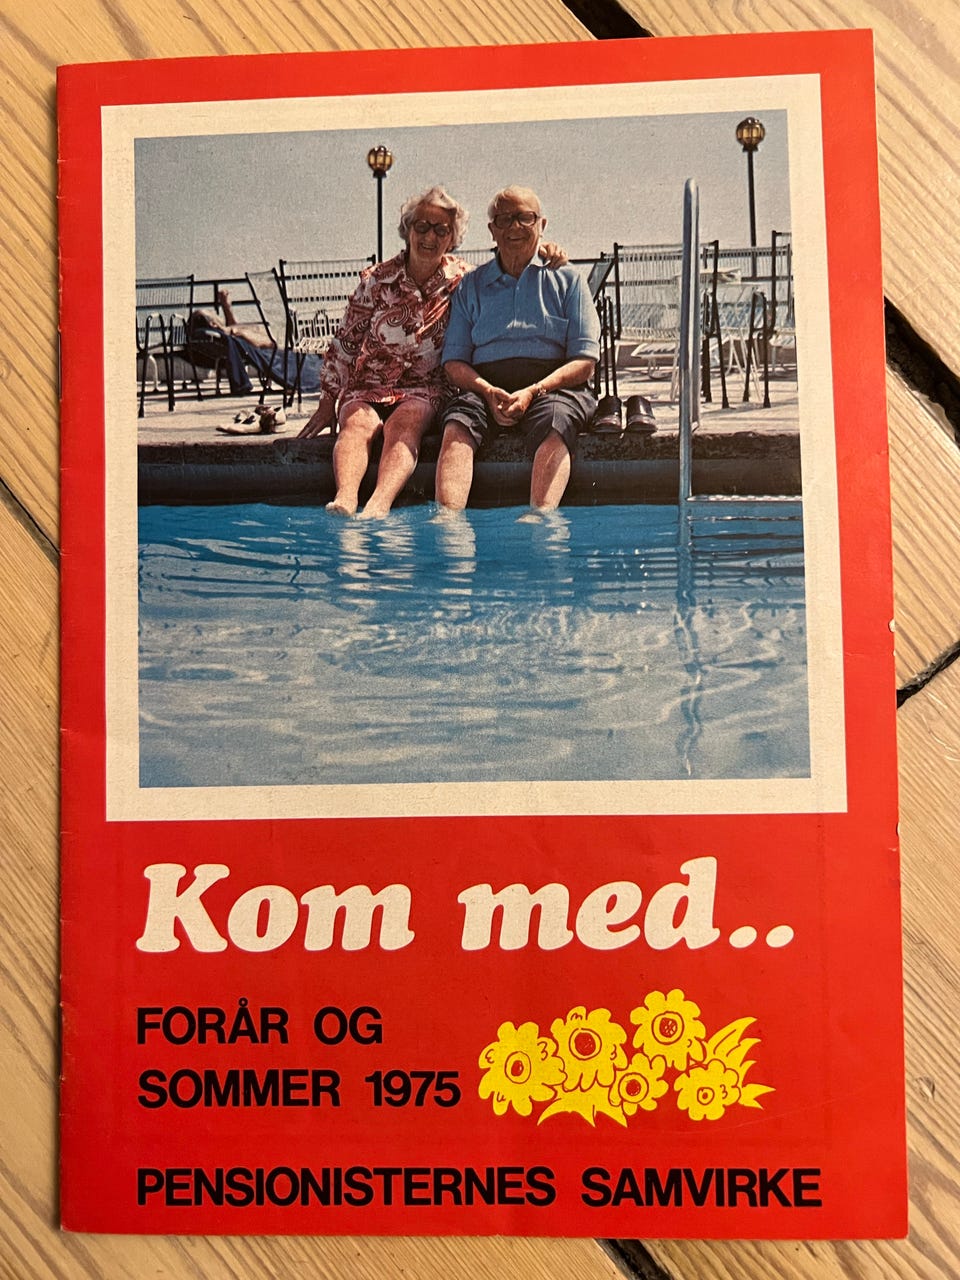 Kom med..
FORÅR OG
SOMMER 1975
PENSIONISTERNES SAMVIRKE